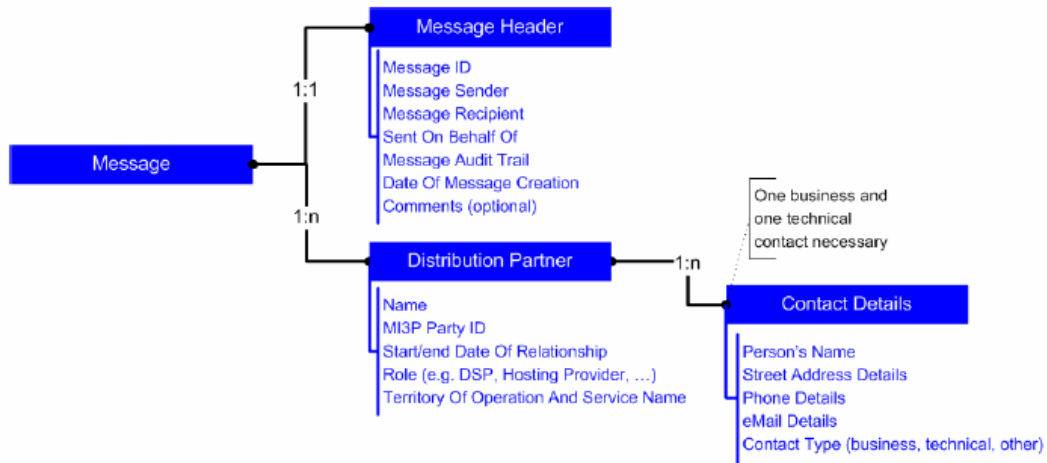 Message Header
Message ID
Message Sender
Message Recipient
Sent On Behalf Of
Message Audit Trail
Date Of Message Creation
Comments (optional)
1:1
Message
1:n
Distribution Partner
Name
MI3P Party ID
Start/end Date Of Relationship
Role (e.g. DSP, Hosting Provider, ...)
Territory Of Operation And Service Name
1:n
One business and
one technical
contact necessary
Contact Details
Person's Name
Street Address Details
Phone Details
eMail Details
Contact Type (business, technical, other)